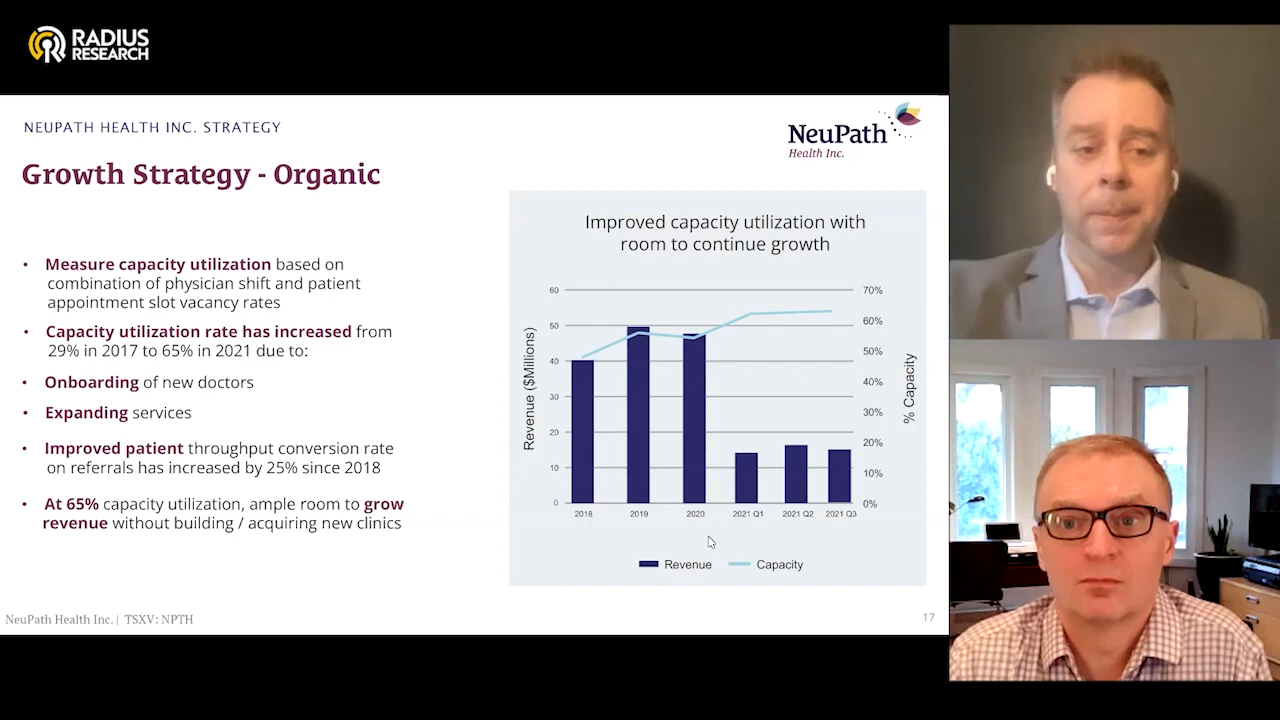 RADIUS
RESEARCH
NEUPATH HEALTH INC. STRATEGY
NeuPath
Health Inc.
Growth Strategy - Organic
• Measure capacity utilization based on
combination of physician shift and patient
appointment slot vacancy rates
• Capacity utilization rate has increased from
29% in 2017 to 65% in 2021 due to:
• Onboarding of new doctors
• Expanding services
• Improved patient throughput conversion rate
on referrals has increased by 25% since 2018
• At 65% capacity utilization, ample room to grow
revenue without building / acquiring new clinics
Improved capacity utilization with
room to continue growth
Revenue ($Millions)
60
50
40
30
20
10
0
70%
60%
50%
40%
30%
20%
10%
0%
% Capacity
2018 2019 2020 2021 Q1 2021 Q2 2021 Q3
Revenue Capacity
NeuPath Health Inc. | TSXV: NPTH
17